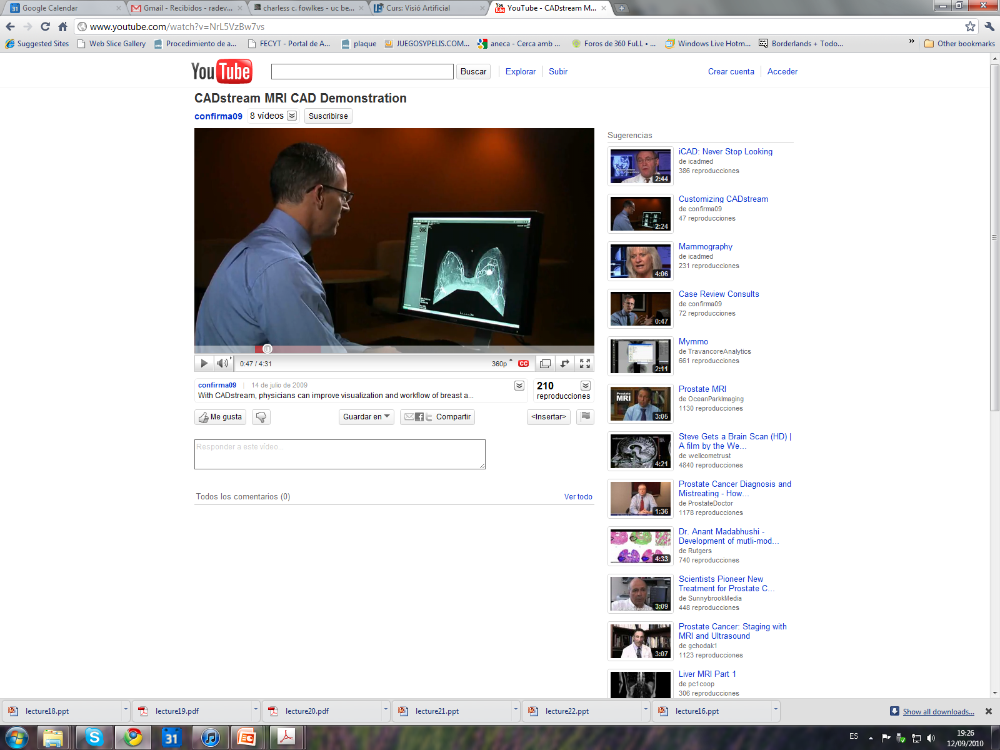 31 Google Calendar
Gmail - Recibidos - radev...
charless c. fowlkes - uc be...
Curs: Visió Artificial
YouTube - CADstream M...
www.youtube.com/watch?v=NrL5VzBw7vs
Suggested Sites
Web Slice Gallery
Procedimiento de a...
FECYT - Portal de A...
plaque
JUEGOSYPELIS.COM...
aneca - Cerca amb ...
Foros de 360 FuLL • ...
Windows Live Hotm...
Borderlands + Todo...
»
Other bookmarks
YouTube
Buscar
Explorar
Subir
Crear cuenta
Acceder
CADstream MRI CAD Demonstration
confirma09
8 vídeos
Suscribirse
0:47 / 4:31
360p
CC
confirma09 | 14 de julio de 2009
With CADstream, physicians can improve visualization and workflow of breast a...
210
reproducciones
Me gusta
Guardar en
Compartir
<Insertar>
Responder a este vídeo...
Todos los comentarios (0)
Ver todo
Sugerencias
2:44
iCAD: Never Stop Looking
de icadmed
386 reproducciones
2:24
Customizing CADstream
de confirma09
47 reproducciones
4:06
Mammography
de icadmed
231 reproducciones
0:47
Case Review Consults
de confirma09
72 reproducciones
2:11
Mymmo
de TravancoreAnalytics
661 reproducciones
Prostate
MRI
3:05
Prostate MRI
de OceanParkImaging
1130 reproducciones
4:21
Steve Gets a Brain Scan (HD) |
A film by the We...
de wellcometrust
4840 reproducciones
1:36
Prostate Cancer Diagnosis and
Mistreating - How...
de ProstateDoctor
1178 reproducciones
4:33
Dr. Anant Madabhushi -
Development of mutli-mod...
de Rutgers
740 reproducciones
3:09
Scientists Pioneer New
Treatment for Prostate C...
de SunnybrookMedia
448 reproducciones
3:07
Prostate Cancer: Staging with
MRI and Ultrasound
de gchodak1
1123 reproducciones
Liver MRI Part 1
de pc1coop
306 reproducciones
lecture18.ppt
lecture19.pdf
lecture20.pdf
lecture21.ppt
lecture22.ppt
lecture16.ppt
Show all downloads...
31
ES
19:26
12/09/2010